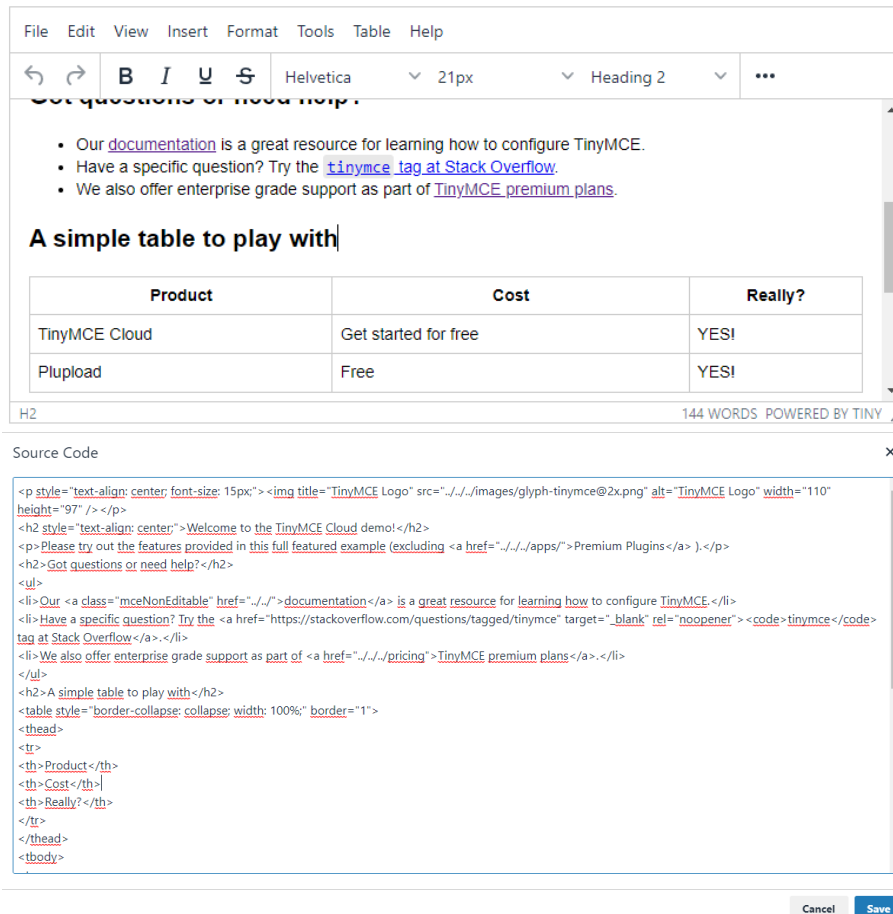 File Edit View Insert Format Tools Table Help
B I U S Helvetica 21px Heading 2 •••
Got questions or need help?
• Our documentation is a great resource for learning how to configure TinyMCE.
• Have a specific question? Try the tinymce tag at Stack Overflow.
• We also offer enterprise grade support as part of TinyMCE premium plans.
A simple table to play with
Product Cost Really?
TinyMCE Cloud Get started for free YES!
Plupload Free YES!
H2 144 WORDS POWERED BY TINY
Source Code
<p style="text-align: center; font-size: 15px;"><img title="TinyMCE Logo" src="../../../images/glyph-tinymce@2x.png" alt="TinyMCE Logo" width="110"
height="97" /></p>
<h2 style="text-align: center;">Welcome to the TinyMCE Cloud demo!</h2>
<p>Please try out the features provided in this full featured example (excluding <a href="../../../apps/">Premium Plugins</a> ).</p>
<h2>Got questions or need help?</h2>
<ul>
<li>Our <a class="mceNonEditable" href="../../">documentation</a> is a great resource for learning how to configure TinyMCE.</li>
<li>Have a specific question? Try the <a href="https://stackoverflow.com/questions/tagged/tinymce" target="_blank" rel="noopener"><code>tinymce</code>
tag at Stack Overflow</a>.</li>
<li>We also offer enterprise grade support as part of <a href="../../../pricing">TinyMCE premium plans</a>.</li>
</ul>
<h2>A simple table to play with</h2>
<table style="border-collapse: collapse; width: 100%;" border="1">
<thead>
<tr>
<th>Product</th>
<th>Cost</th>
<th>Really?</th>
</tr>
</thead>
<tbody>
Cancel Save